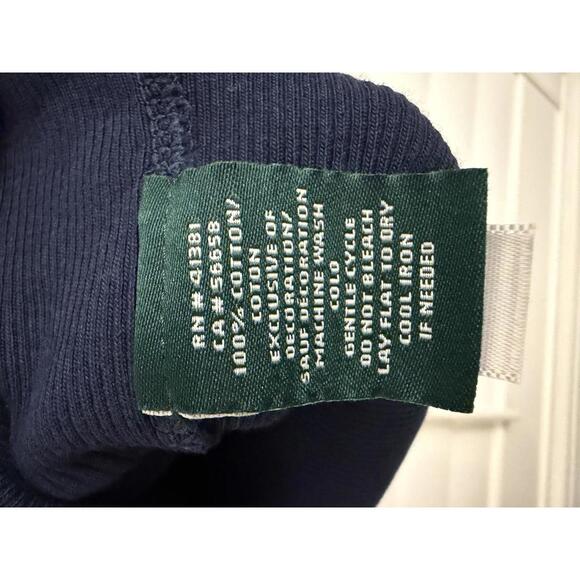 RN # 41381
CA # 56658
100% COTTON/
COTON
EXCLUSIVE OF
DECORATION/
SAUF DECORATION
MACHINE WASH
COLD
GENTLE CYCLE
DO NOT BLEACH
LAY FLAT TO DRY
COOL IRON
IF NEEDED